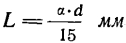 L = α·d / 15 мм